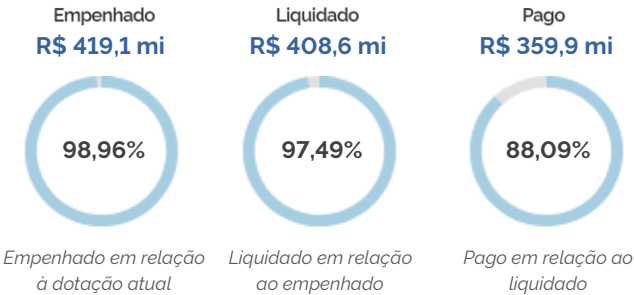 Empenhado
R$ 419,1 mi
98,96%
Empenhado em relação
à dotação atual
Liquidado
R$ 408,6 mi
97,49%
Liquidado em relação
ao empenhado
Pago
R$ 359,9 mi
88,09%
Pago em relação ao
liquidado